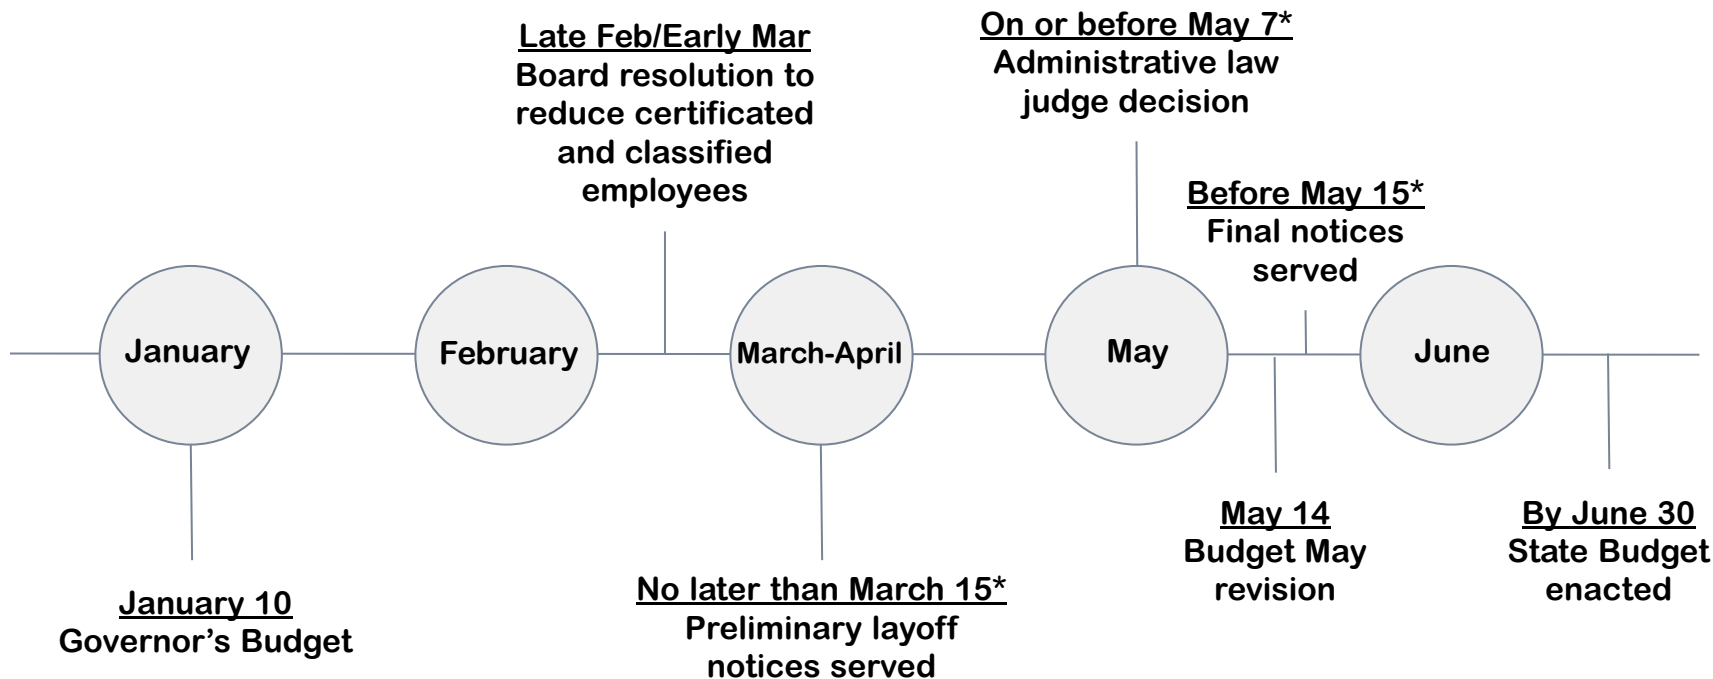 Late Feb/Early Mar
Board resolution to
reduce certificated
and classified
employees
On or before May 7*
Administrative law
judge decision
Before May 15*
Final notices
served
January
February
March-April
May
June
January 10
Governor’s Budget
No later than March 15*
Preliminary layoff
notices served
May 14
Budget May
revision
By June 30
State Budget
enacted